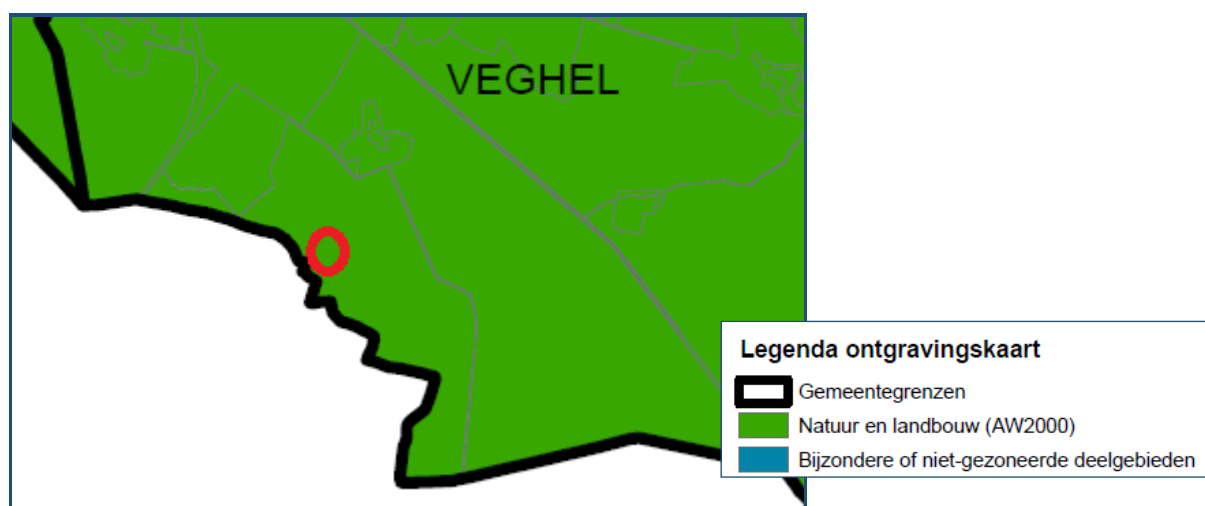 VEGHEL
Legenda ontgravingskaart
Gemeentegrenzen
Natuur en landbouw (AW2000)
Bijzondere of niet-gezoneerde deelgebieden